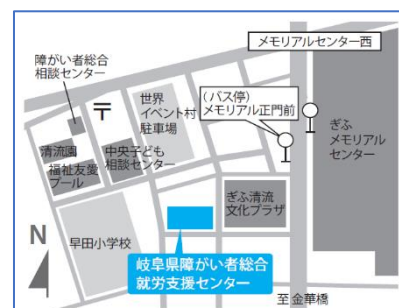 メモリアルセンター西
障がい者総合
相談センター
〒
世界
イベント村
駐車場
(バス停)
メモリアル正門前
ぎふ
メモリアル
センター
清流園
福祉友愛
プール
中央子ども
相談センター
ぎふ清流
文化プラザ
早田小学校
N
岐阜県障がい者総合
就労支援センター
至 金華橋